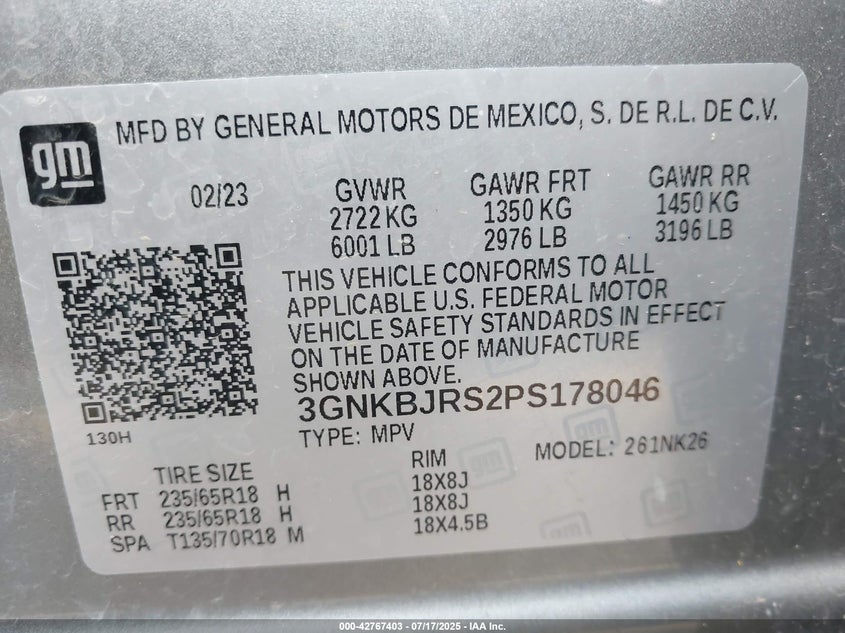 MFD BY GENERAL MOTORS DE MEXICO, S. DE R.L. DE C.V.
gm
02/23
GVWR GAWR FRT GAWR RR
2722 KG 1350 KG 1450 KG
6001 LB 2976 LB 3196 LB
THIS VEHICLE CONFORMS TO ALL
APPLICABLE U.S. FEDERAL MOTOR
VEHICLE SAFETY STANDARDS IN EFFECT
ON THE DATE OF MANUFACTURE
SHOWN ABOVE.
3GNKBJRS2PS178046
130H
TYPE: MPV MODEL: 261NK26
TIRE SIZE RIM
FRT 235/65R18 H 18X8J
RR 235/65R18 H 18X8J
SPA T135/70R18 M 18X4.5B
gm
000-42767403 - 07/17/2025 - IAA Inc.